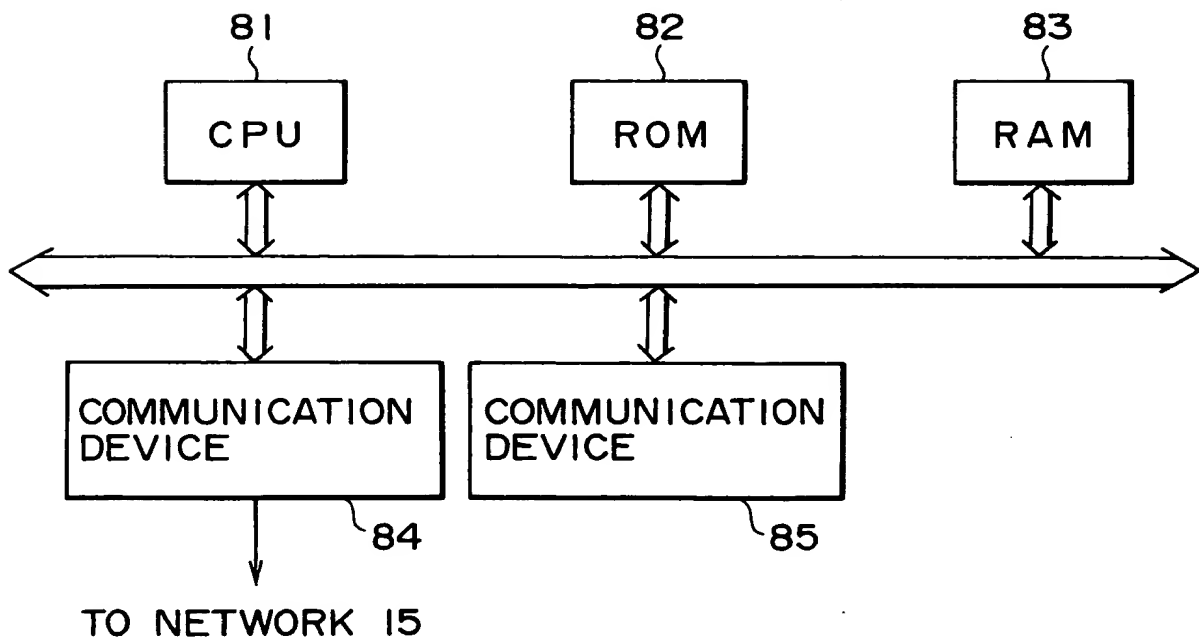 81
82
83
CPU
ROM
RAM
COMMUNICATION
DEVICE
COMMUNICATION
DEVICE
84
85
TO NETWORK 15